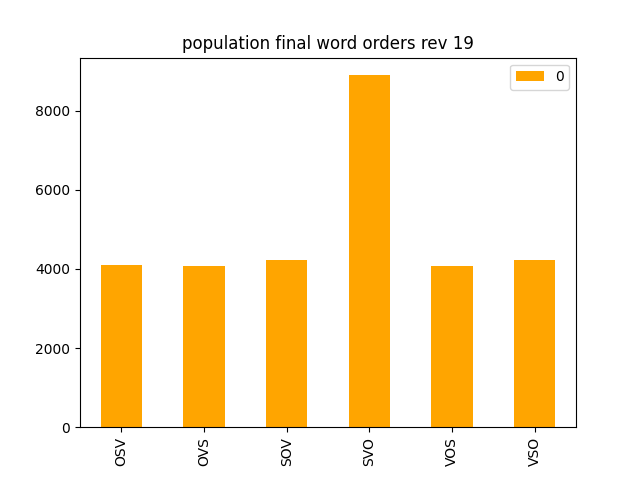 population final word orders rev 19
0
8000
6000
4000
2000
0
OSV
OVS
SOV
SVO
VOS
VSO